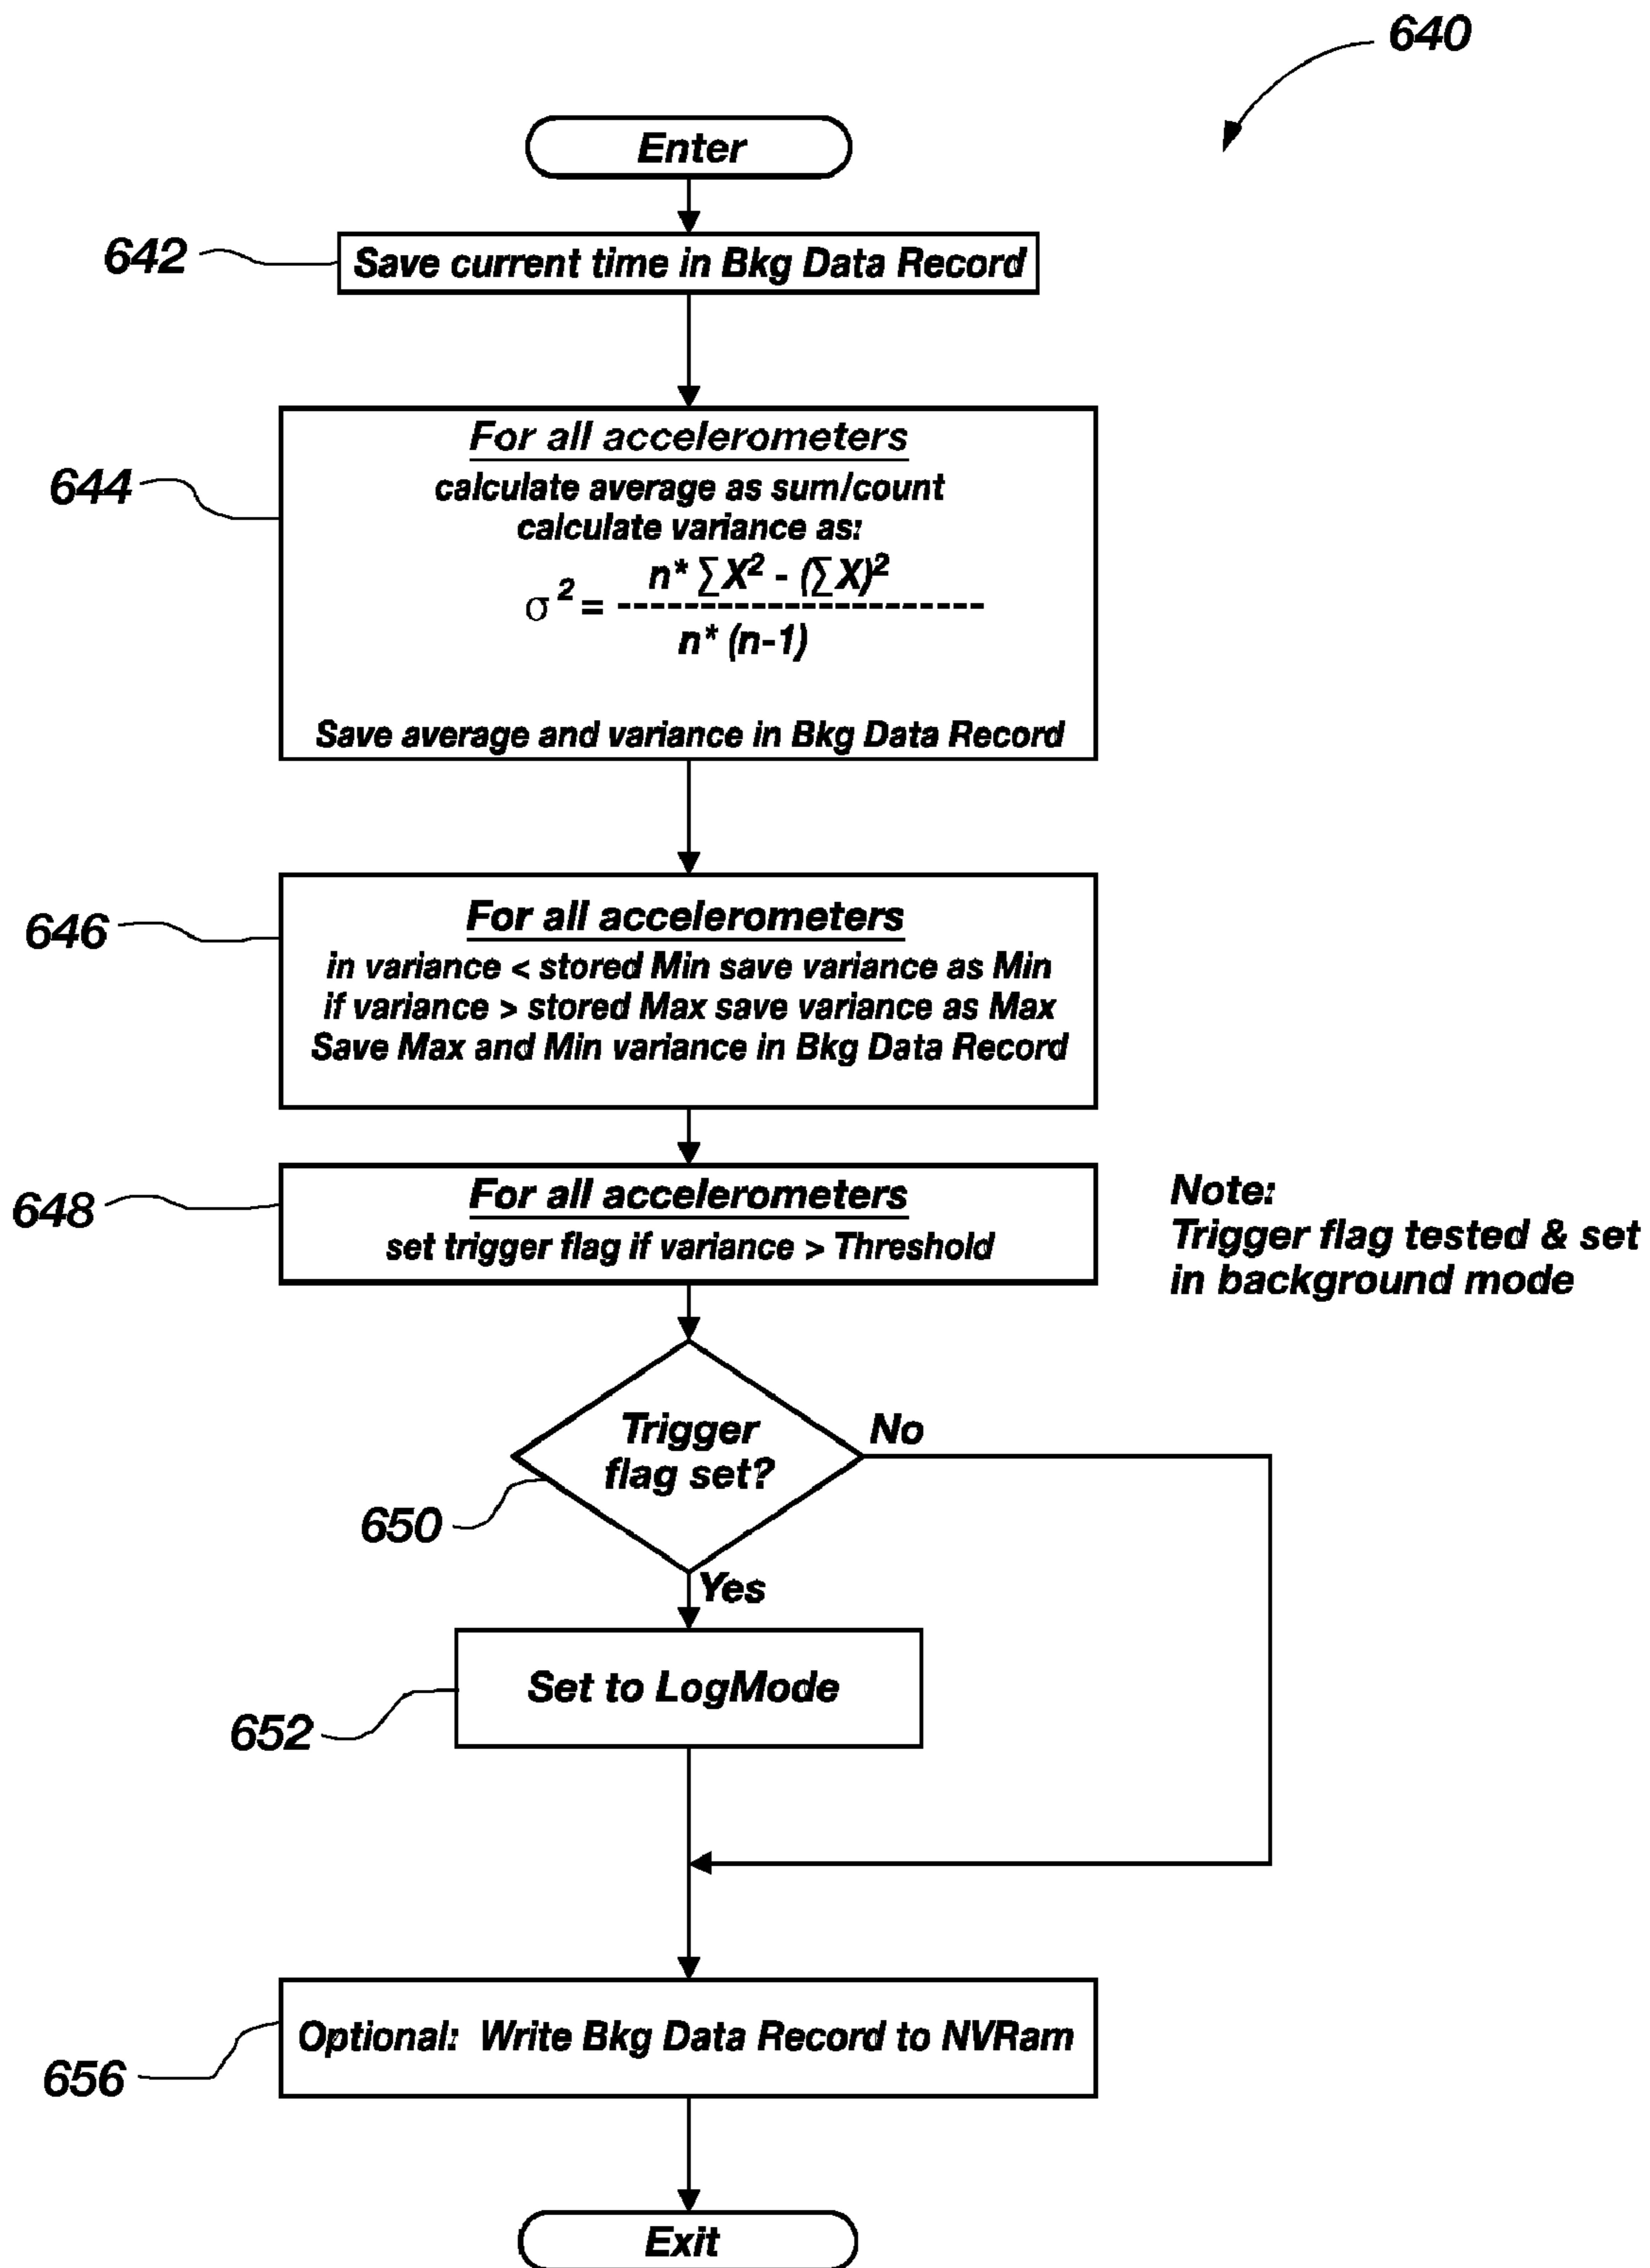 640
Enter
642
Save current time in Bkg Data Record
644
For all accelerometers
calculate average as sum/count
calculate variance as:
σ² = n* ∑X² - (∑X)²
----------------------
n* (n-1)
Save average and variance in Bkg Data Record
646
For all accelerometers
in variance < stored Min save variance as Min
if variance > stored Max save variance as Max
Save Max and Min variance in Bkg Data Record
648
For all accelerometers
set trigger flag if variance > Threshold
Note:
Trigger flag tested & set
in background mode
Trigger
flag set?
No
650
Yes
Set to LogMode
652
Optional: Write Bkg Data Record to NVRam
656
Exit